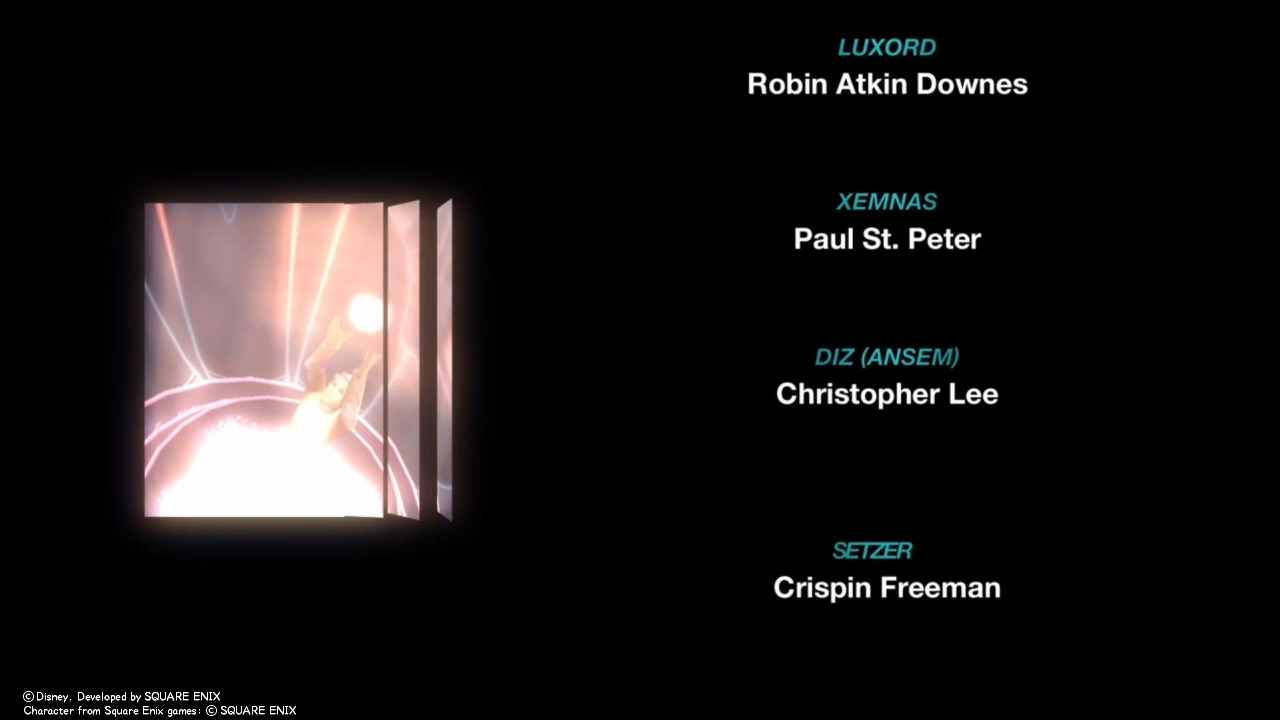 LUXORD
Robin Atkin Downes
XEMNAS
Paul St. Peter
DIZ (ANSEM)
Christopher Lee
SETZER
Crispin Freeman
©Disney. Developed by SQUARE ENIX
Character from Square Enix games: © SQUARE ENIX